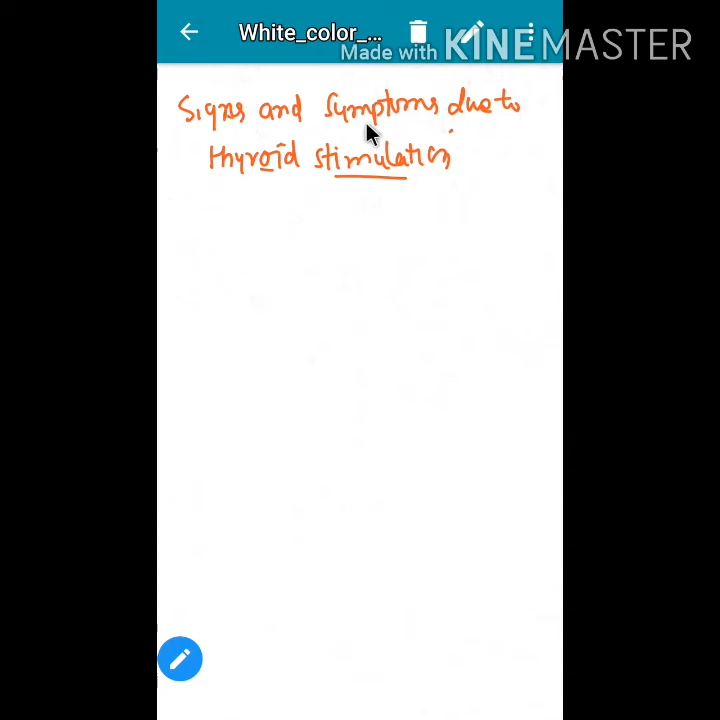 White_color_...
Made with KINEMASTER
Signs and Symptoms due to
thyroid stimulation